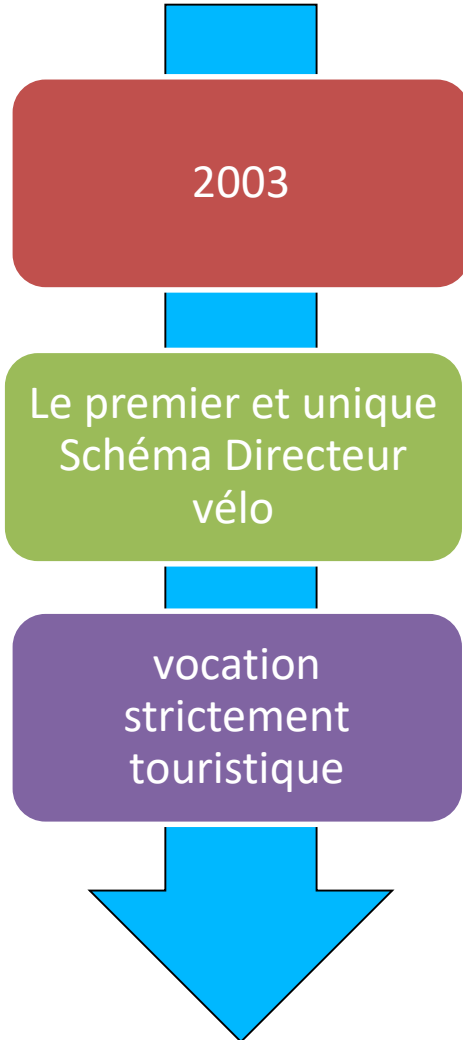 2003
Le premier et unique
Schéma Directeur
vélo
vocation
strictement
touristique